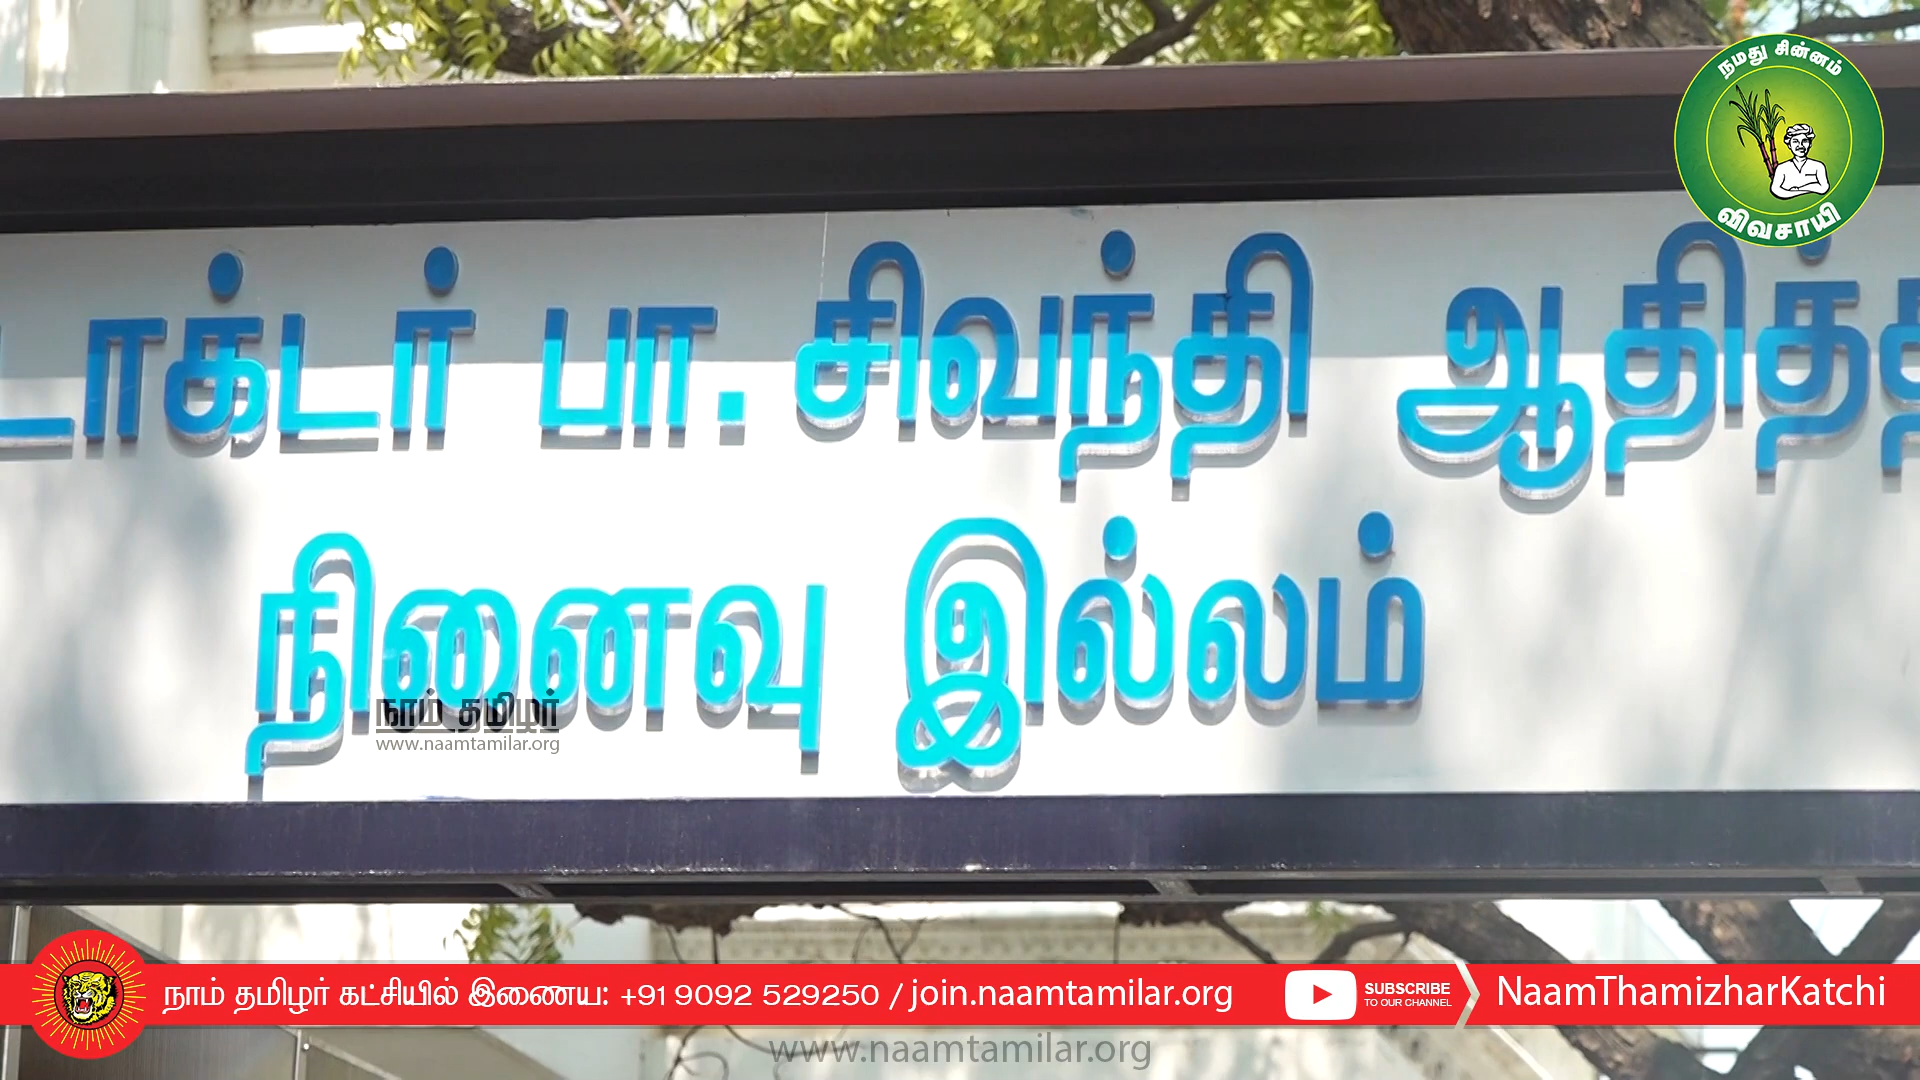 நமது சின்னம்
விவசாயி
டாக்டர் பா. சிவந்தி ஆதித்த
நினைவு இல்லம்
நாம் தமிழர்
www.naamtamilar.org
நாம் தமிழர் கட்சியில் இணைய: +91 9092 529250 / join.naamtamilar.org
SUBSCRIBE
TO OUR CHANNEL
NaamThamizharKatchi
www.naamtamilar.org